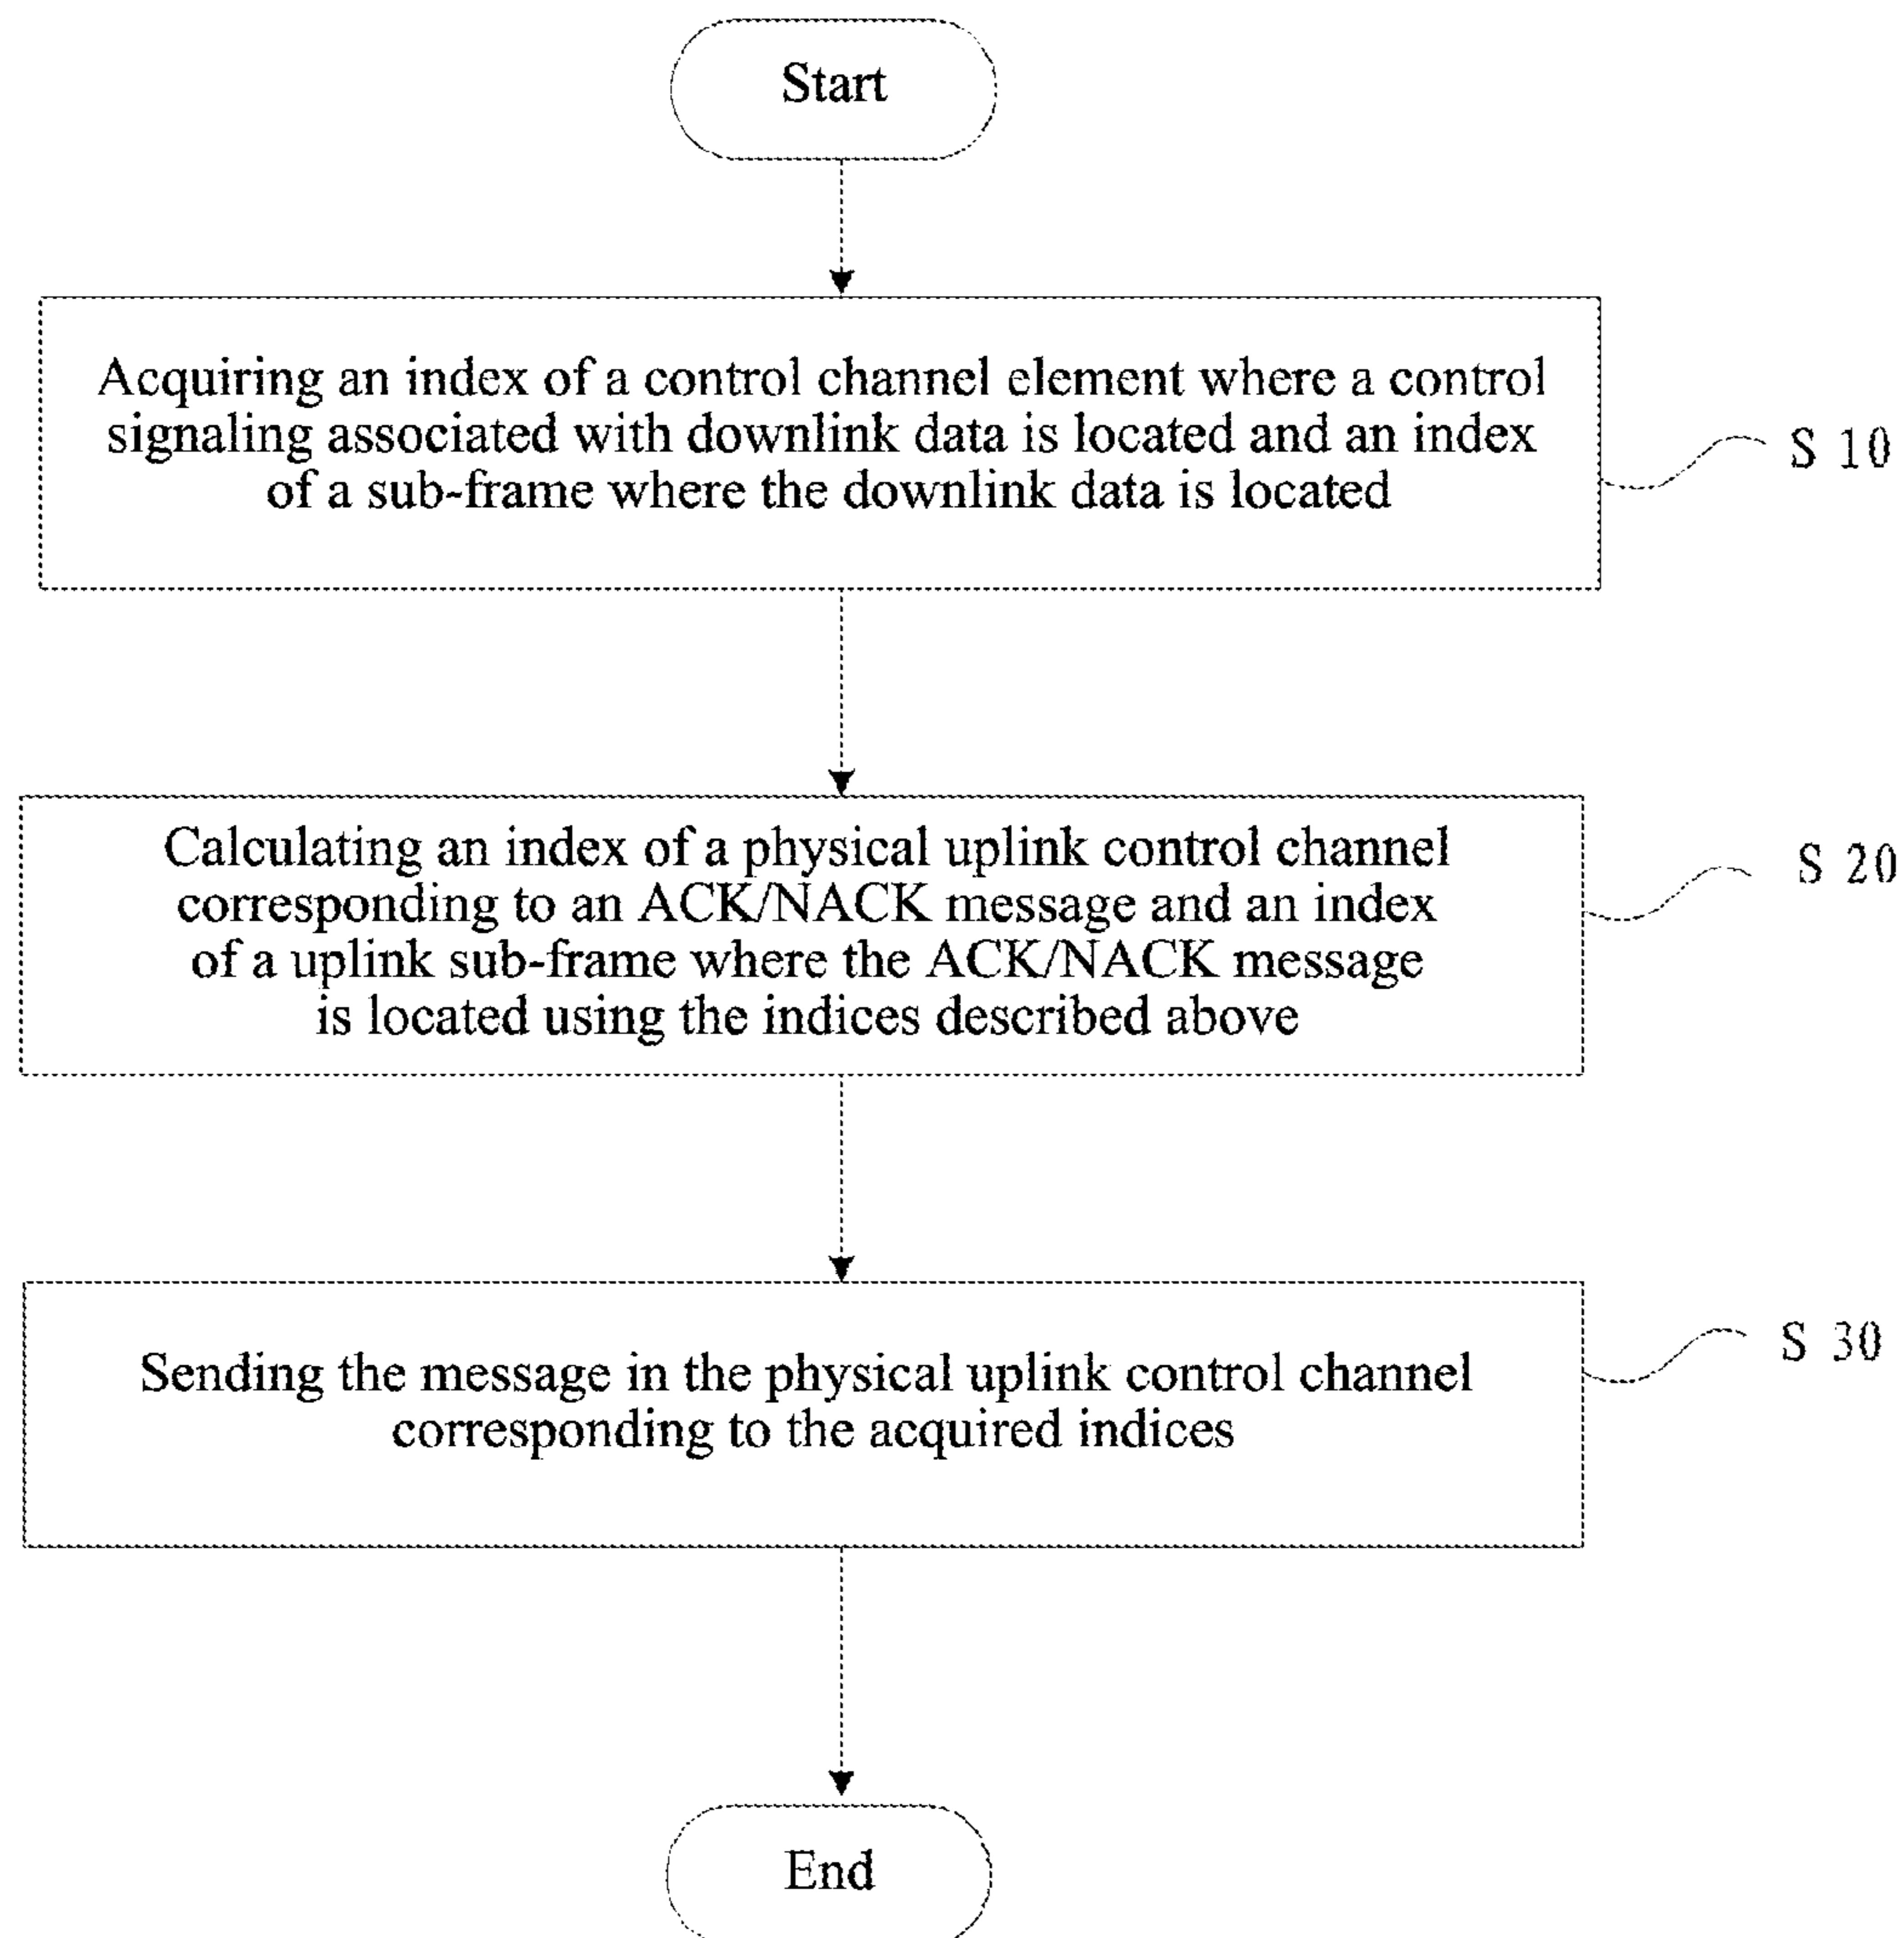 Start
Acquiring an index of a control channel element where a control
signaling associated with downlink data is located and an index
of a sub-frame where the downlink data is located
S 10
Calculating an index of a physical uplink control channel
corresponding to an ACK/NACK message and an index
of a uplink sub-frame where the ACK/NACK message
is located using the indices described above
S 20
Sending the message in the physical uplink control channel
corresponding to the acquired indices
S 30
End